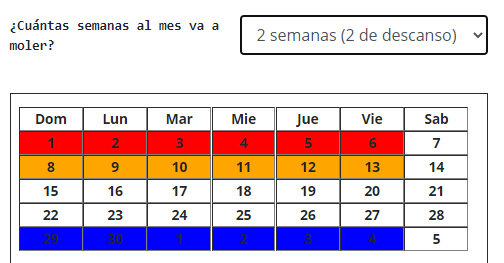 ¿Cuántas semanas al mes va a
moler?
2 semanas (2 de descanso)
Dom Lun Mar Mie Jue Vie Sab
1 2 3 4 5 6 7
8 9 10 11 12 13 14
15 16 17 18 19 20 21
22 23 24 25 26 27 28
29 30 1 2 3 4 5